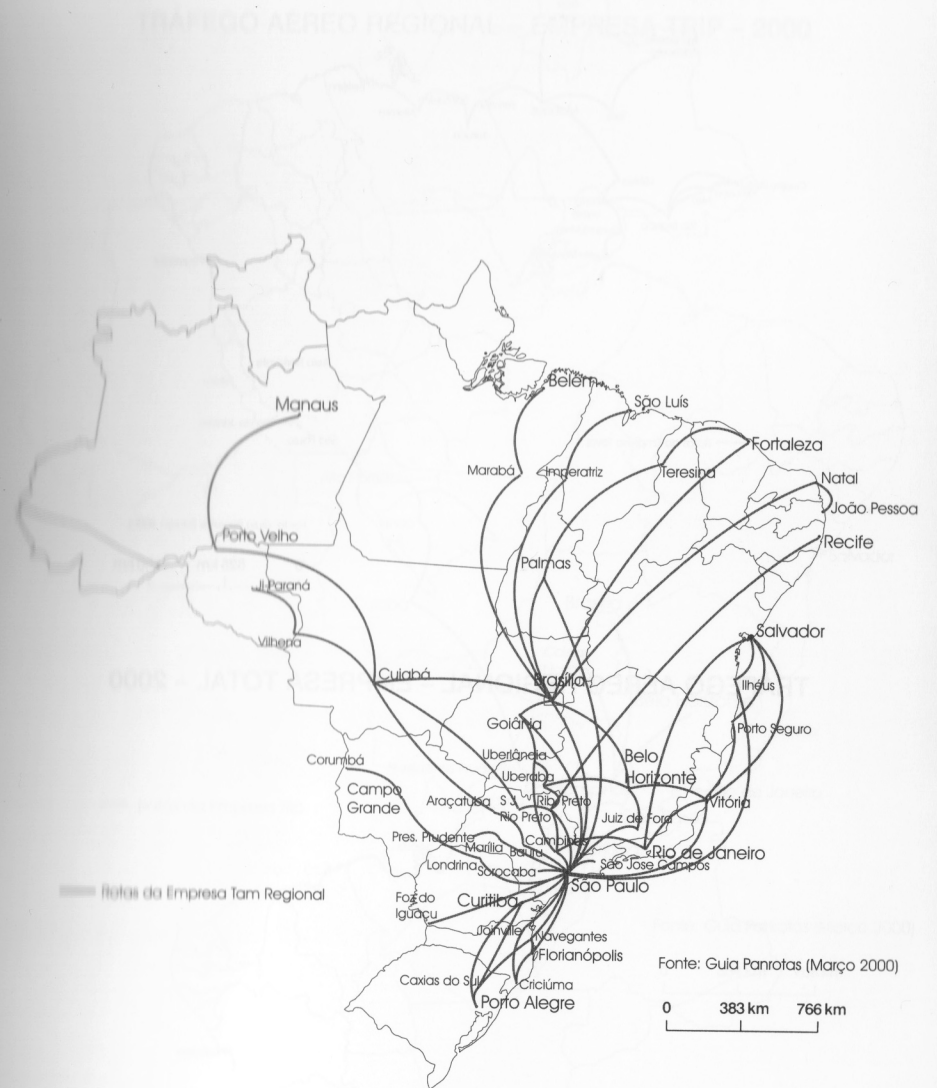 Belém
São Luís
Manaus
Fortaleza
Marabá
Imperatriz
Teresina
Natal
João Pessoa
Porto Velho
Recife
Palmas
Ji-Paraná
Salvador
Vilhena
Cuiabá
Brasília
Ilhéus
Goiânia
Porto Seguro
Uberlândia
Belo
Horizonte
Corumbá
Uberaba
Campo
Grande
Araçatuba
S J
Rio Preto
Rib. Preto
Vitória
Juiz de Fora
Pres. Prudente
Marília
Bauru
Campinas
Rio de Janeiro
Londrina
Sorocaba
São Jose Campos
São Paulo
Rotas da Empresa Tam Regional
Foz do
Iguaçu
Curitiba
Joinville
Navegantes
Florianópolis
Fonte: Guia Panrotas (Março 2000)
Caxias do Sul
Criciúma
Porto Alegre
0 383 km 766 km